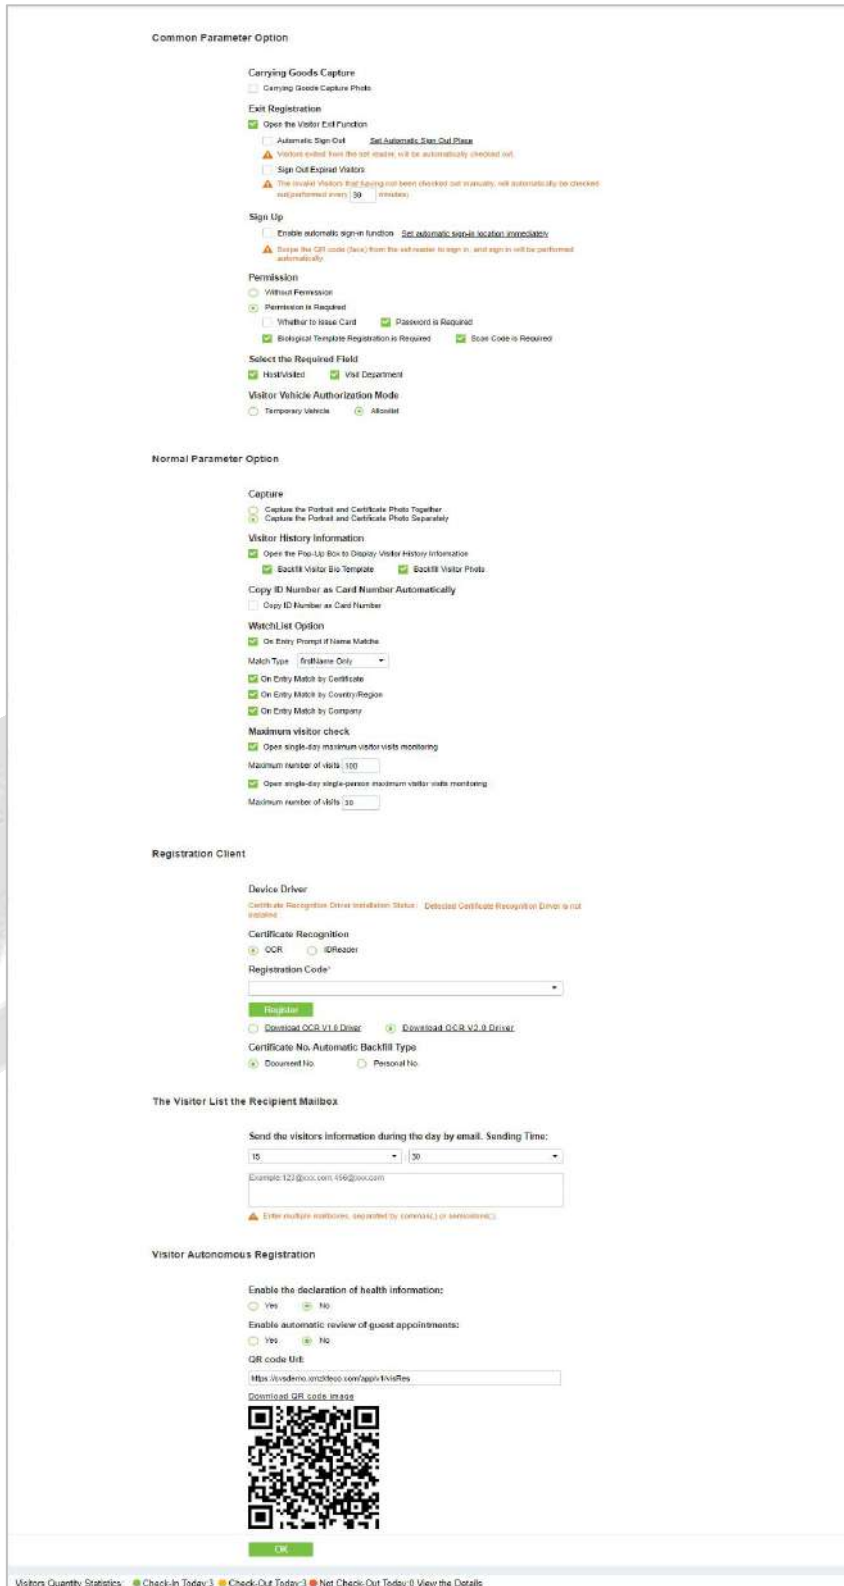 Common Parameter Option
Carrying Goods Capture
Carrying Goods Capture Photo
Exit Registration
Open the Visitor Exit Function
Automatic Sign Out Set Automatic Sign Out Place
Visitors exited from the set reader, will be automatically checked out.
Sign Out Expired Visitors
The invalid Visitors that having not been checked out manually, will automatically be checked
out(performed every 30 minutes)
Sign Up
Enable automatic sign-in function Set automatic sign-in location immediately
Swipe the QR code (face) from the set reader to sign in, and sign in will be performed
automatically.
Permission
Without Permission
Permission is Required
Whether to Issue Card Password is Required
Biological Template Registration is Required Scan Code is Required
Select the Required Field
Host/Visited Visit Department
Visitor Vehicle Authorization Mode
Temporary Vehicle Allowlist
Normal Parameter Option
Capture
Capture the Portrait and Certificate Photo Together
Capture the Portrait and Certificate Photo Separately
Visitor History Information
Open the Pop-Up Box to Display Visitor History Information
Backfill Visitor Bio Template Backfill Visitor Photo
Copy ID Number as Card Number Automatically
Copy ID Number as Card Number
WatchList Option
On Entry Prompt if Name Matche
Match Type firstName Only
On Entry Match by Certificate
On Entry Match by Country/Region
On Entry Match by Company
Maximum visitor check
Open single-day maximum visitor visits monitoring
Maximum number of visits 100
Open single-day single-person maximum visitor visits monitoring
Maximum number of visits 30
Registration Client
Device Driver
Certificate Recognition Driver Installation Status: Detected Certificate Recognition Driver is not
installed
Certificate Recognition
OCR IDReader
Registration Code*
Register
Download OCR V1.0 Driver Download OCR V2.0 Driver
Certificate No. Automatic Backfill Type
Document No. Personal No.
The Visitor List the Recipient Mailbox
Send the visitors information during the day by email. Sending Time:
15 : 30
Example:123@xxx.com,456@xxx.com
Enter multiple mailboxes, separated by commas(,) or semicolons(;).
Visitor Autonomous Registration
Enable the declaration of health information:
Yes No
Enable automatic review of guest appointments:
Yes No
QR code Url:
Download QR code image
OK
Visitors Quantity Statistics: Check-In Today:3 Check-Out Today:3 Not Check-Out Today:0 View the Details